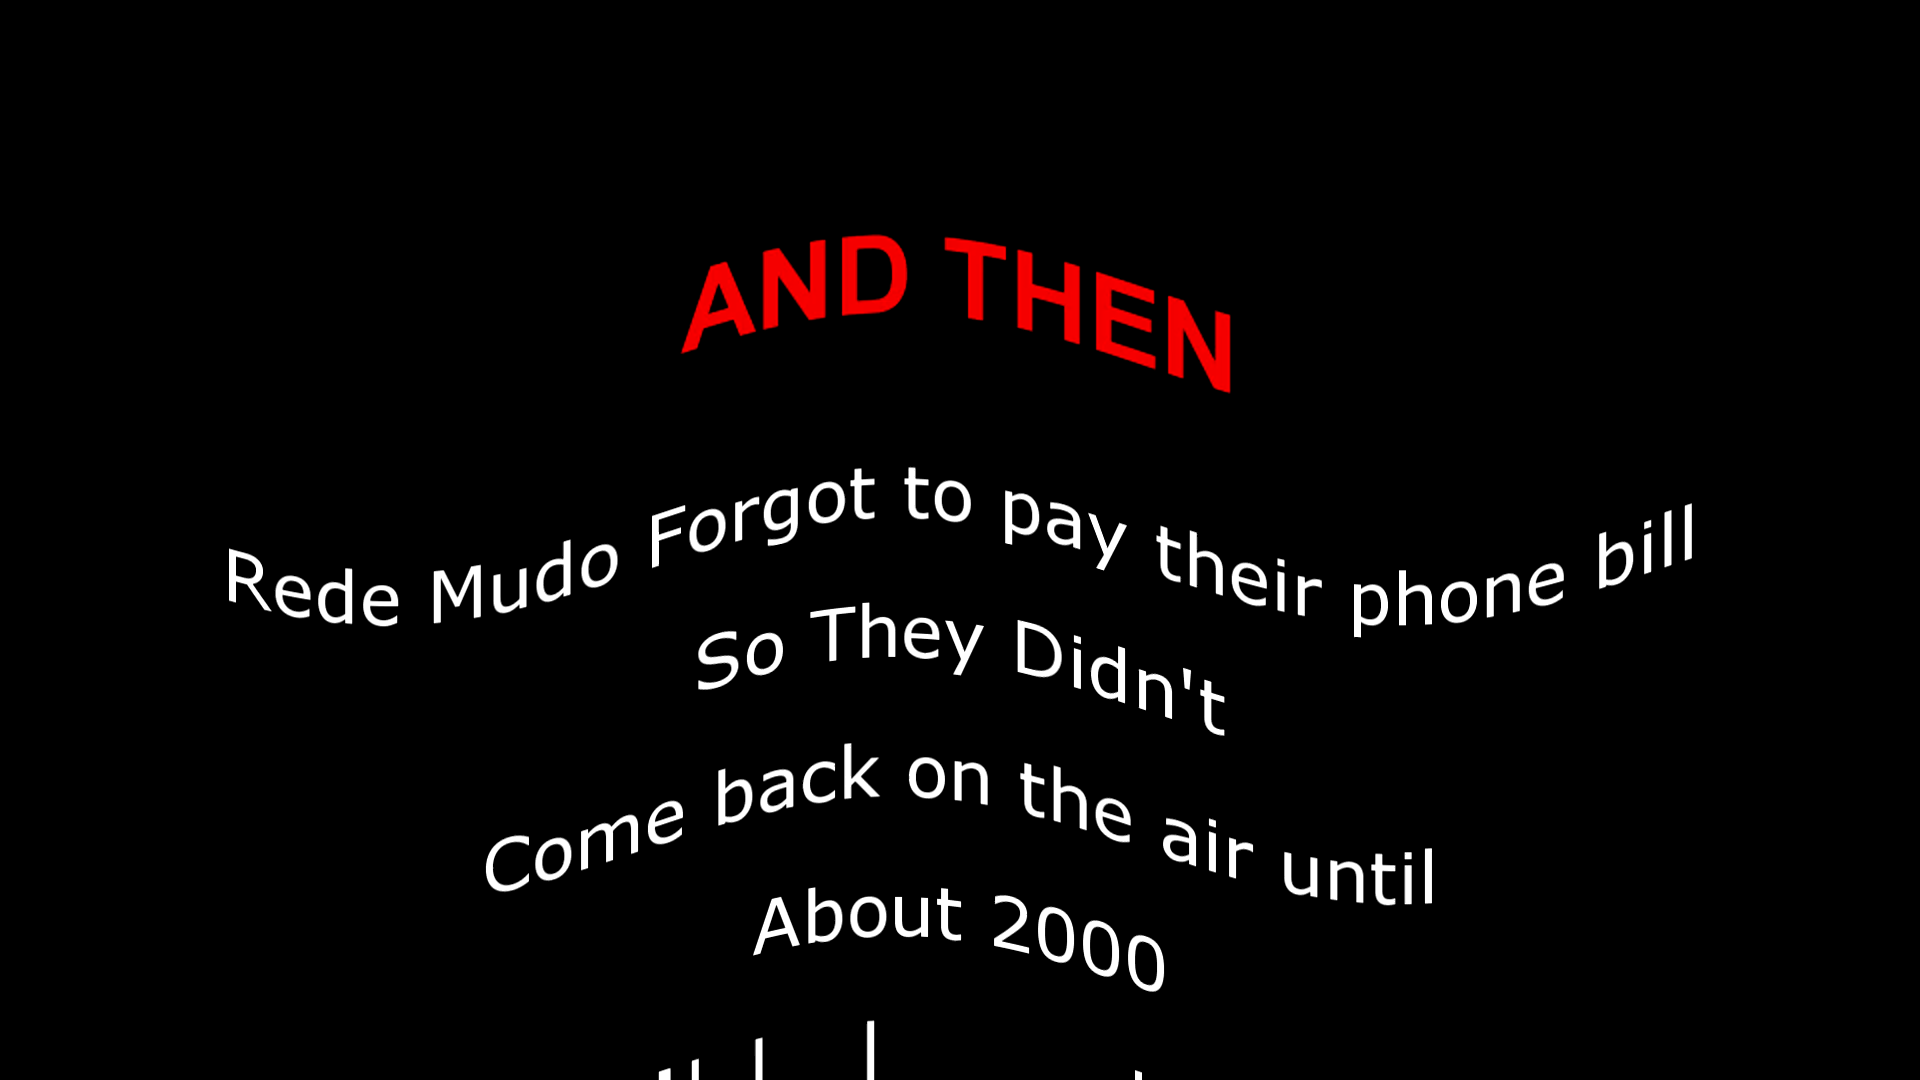 AND THEN
Rede Mudo Forgot to pay their phone bill
So They Didn't
Come back on the air until
About 2000